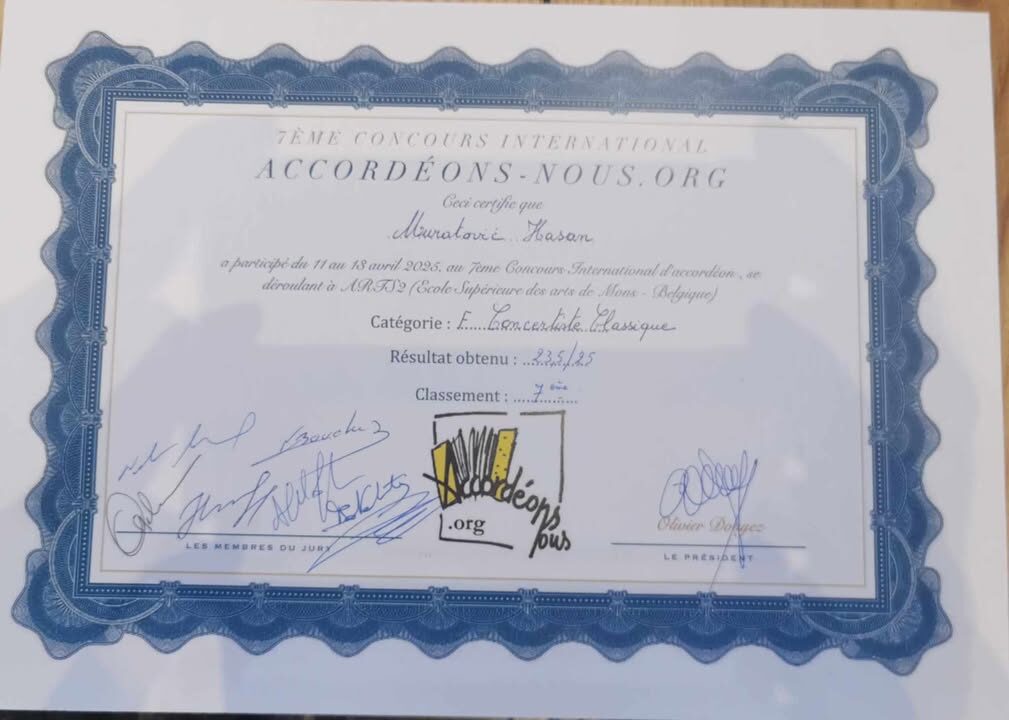 7ÈME CONCOURS INTERNATIONAL
ACCORDÉONS-NOUS.ORG
Ceci certifie que
Muratović Hasan
a participé du 11 au 13 avril 2025, au 7ème Concours International d'accordéon, se
déroulant à ARTS2 (Ecole Supérieure des arts de Mons - Belgique)
Catégorie : F....Concertiste Classique
Résultat obtenu : ..23,5/25
Classement : ....7ème....
Accordéons
nous
.org
Olivier Douyez
LES MEMBRES DU JURY
LE PRÉSIDENT